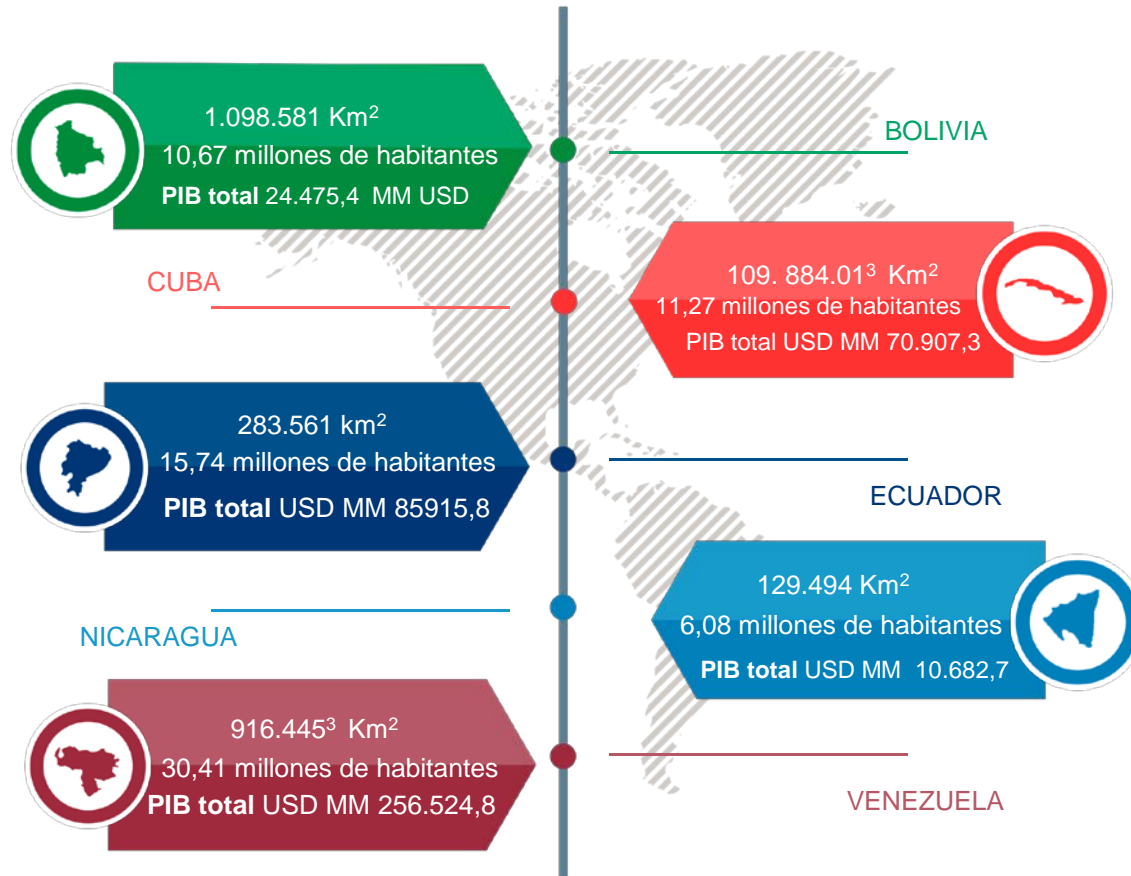 1.098.581 Km²
10,67 millones de habitantes
PIB total 24.475,4 MM USD
BOLIVIA
CUBA
109. 884.01³ Km²
11,27 millones de habitantes
PIB total USD MM 70.907,3
283.561 km²
15,74 millones de habitantes
PIB total USD MM 85915,8
ECUADOR
NICARAGUA
129.494 Km²
6,08 millones de habitantes
PIB total USD MM 10.682,7
916.445³ Km²
30,41 millones de habitantes
PIB total USD MM 256.524,8
VENEZUELA